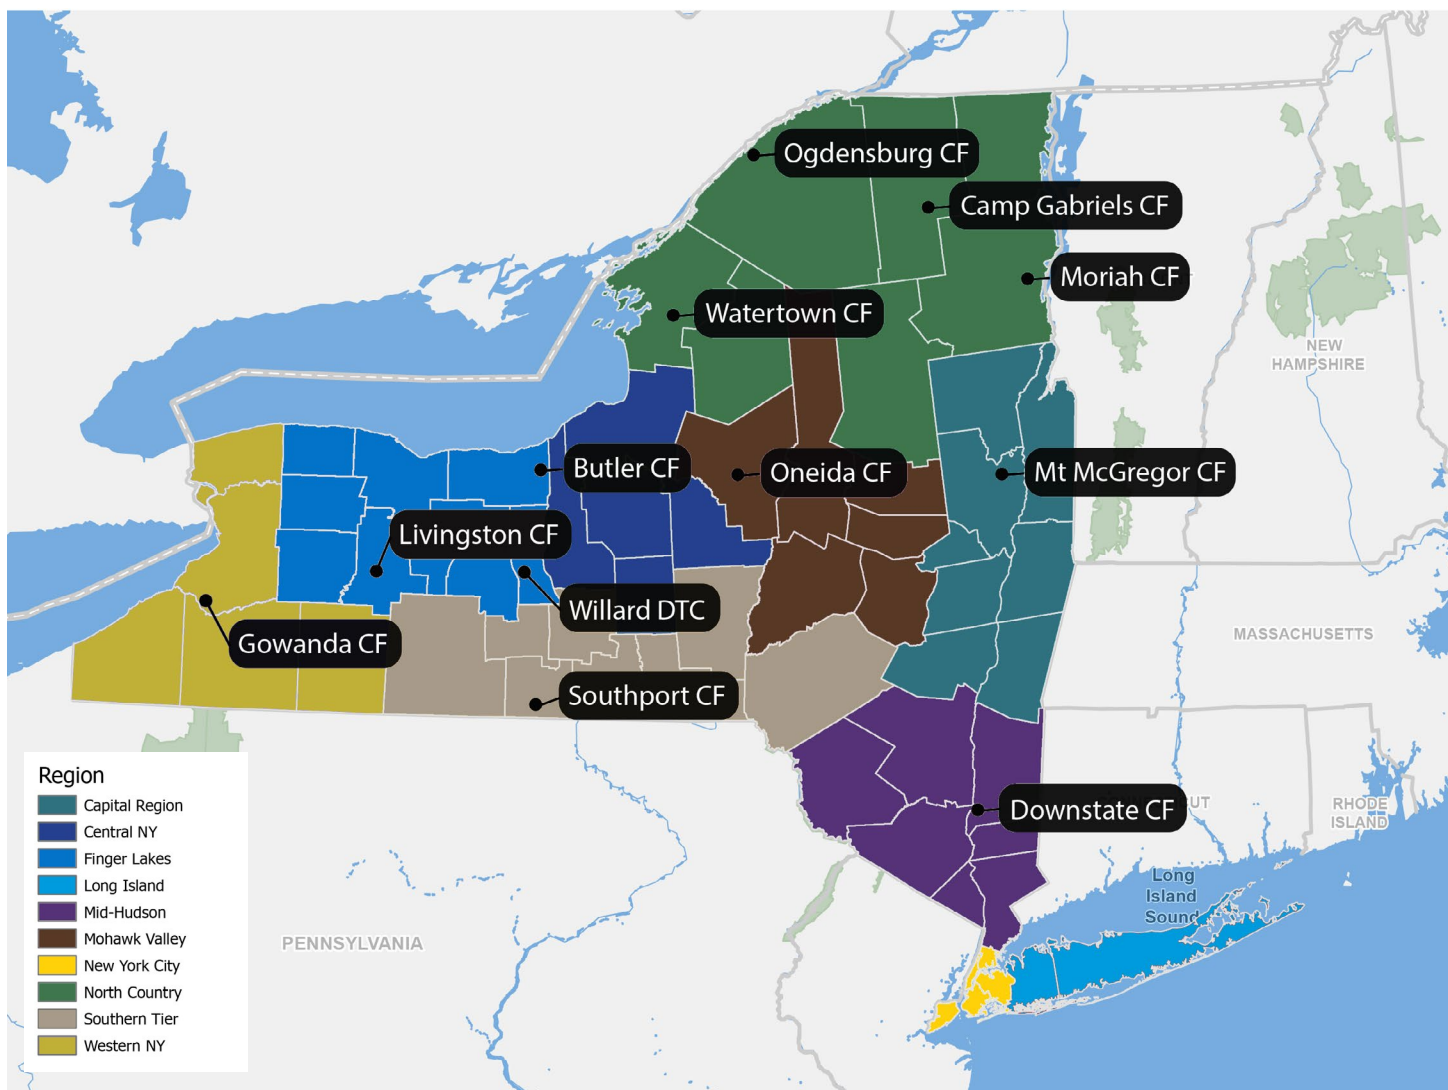 Ogdensburg CF
Camp Gabriels CF
Moriah CF
Watertown CF
NEW
HAMPSHIRE
Butler CF
Oneida CF
Mt McGregor CF
Livingston CF
Willard DTC
Gowanda CF
MASSACHUSETTS
Southport CF
Region
Capital Region
Central NY
Finger Lakes
Long Island
Mid-Hudson
Mohawk Valley
New York City
North Country
Southern Tier
Western NY
Downstate CF
RHODE
ISLAND
Long
Island
Sound
PENNSYLVANIA